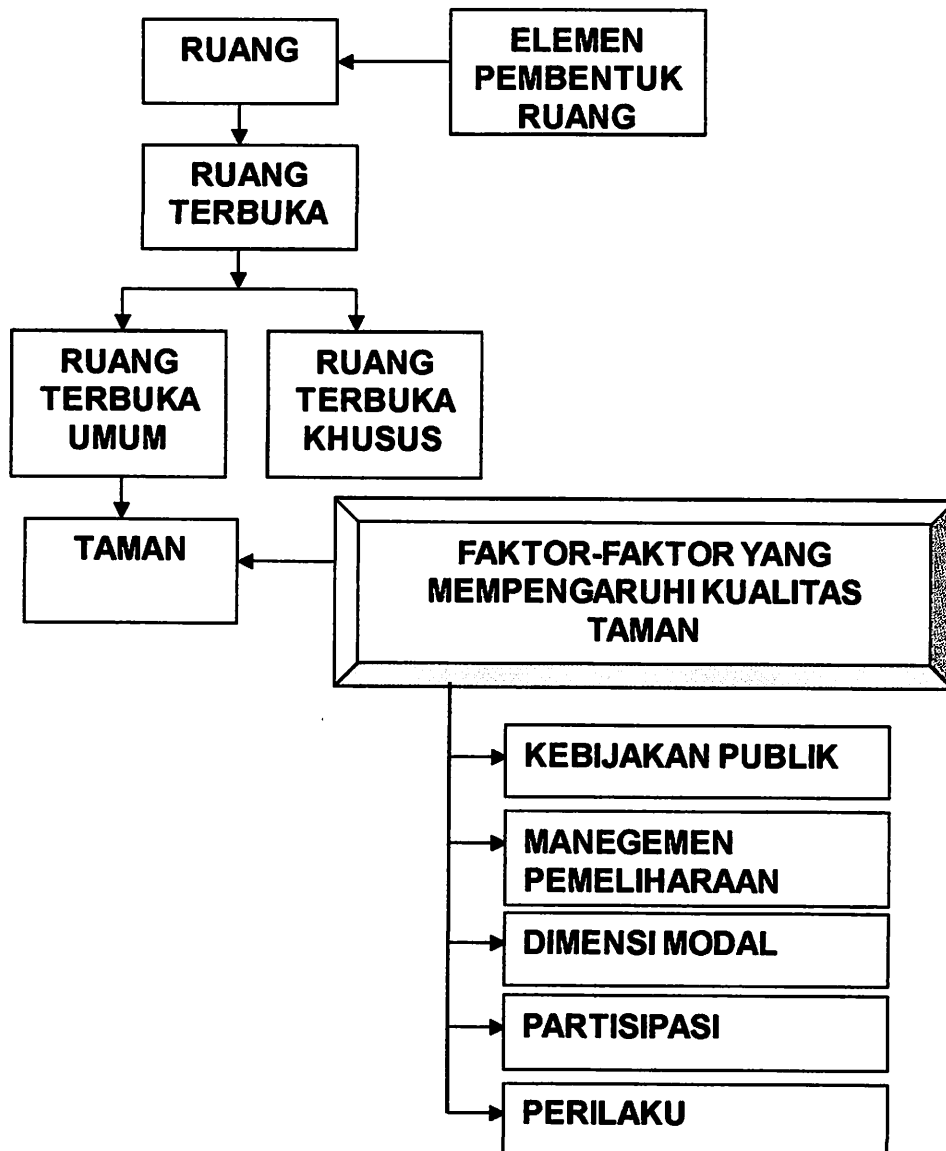 RUANG
ELEMEN
PEMBENTUK
RUANG
RUANG
TERBUKA
RUANG
TERBUKA
UMUM
RUANG
TERBUKA
KHUSUS
TAMAN
FAKTOR-FAKTOR YANG
MEMPENGARUHI KUALITAS
TAMAN
KEBIJAKAN PUBLIK
MANEGEMEN
PEMELIHARAAN
DIMENSI MODAL
PARTISIPASI
PERILAKU